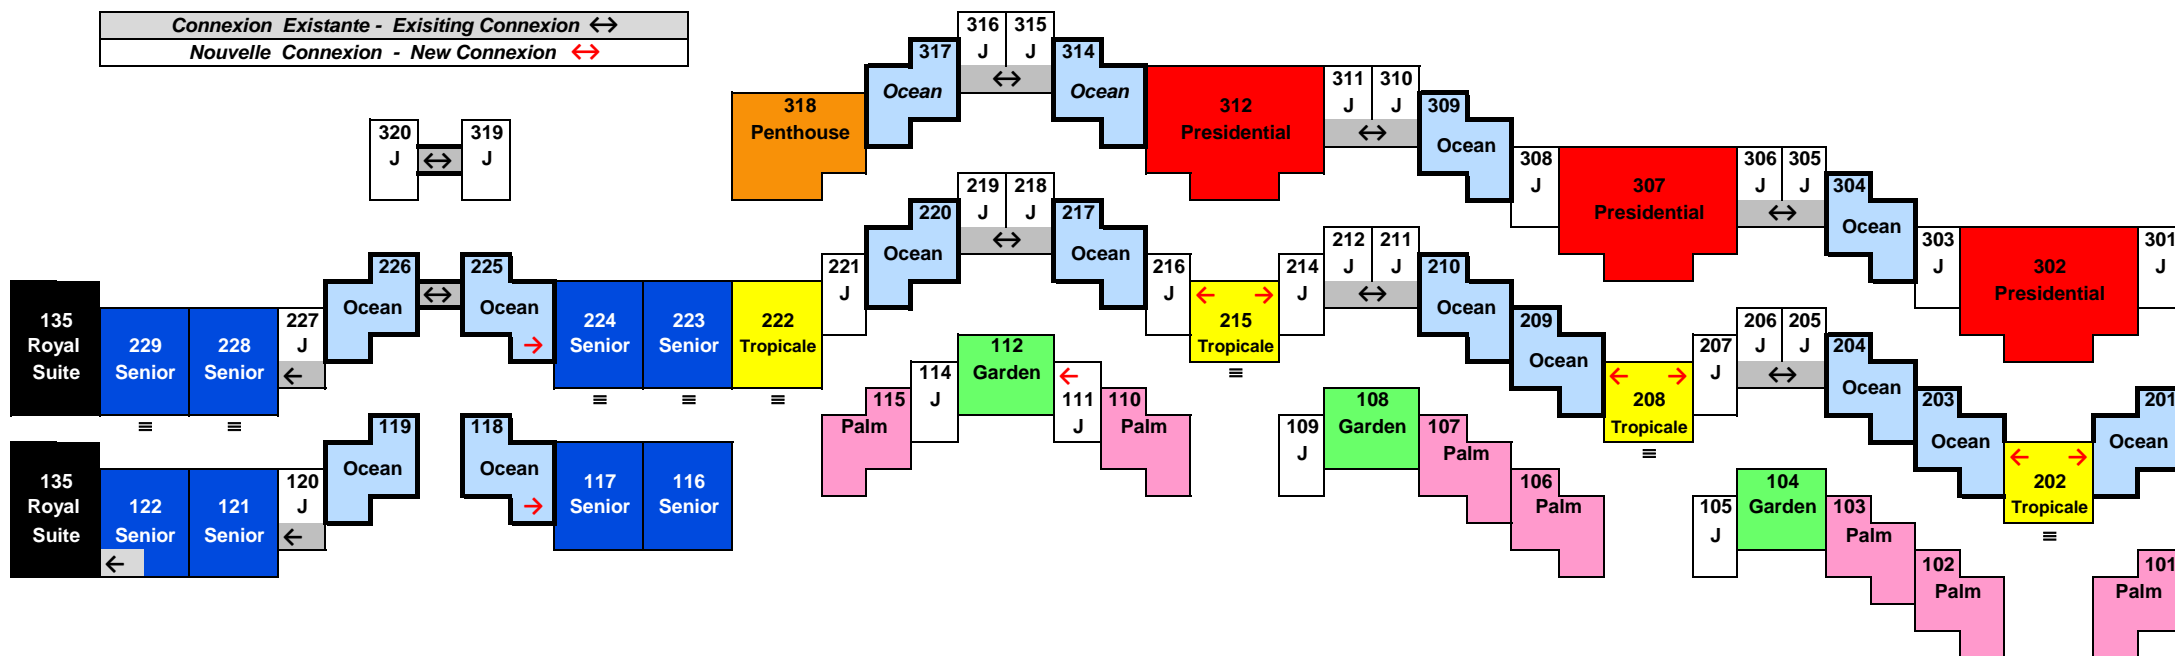 Connexion Existante - Exisiting Connexion ↔
Nouvelle Connexion - New Connexion ↔
316 315
J J
317
Ocean
314
Ocean
318
Penthouse
312
Presidential
311 310
J J
309
Ocean
320
J
319
J
308
J
307
Presidential
306 305
J J
304
Ocean
303
J
302
Presidential
301
J
219 218
J J
220
Ocean
217
Ocean
221
J
216
J
215
Tropicale
214
J
212 211
J J
210
Ocean
209
Ocean
208
Tropicale
207
J
206 205
J J
204
Ocean
203
Ocean
202
Tropicale
201
Ocean
226
Ocean
225
Ocean
135
Royal
Suite
229
Senior
228
Senior
227
J
224
Senior
223
Senior
222
Tropicale
115
Palm
114
J
112
Garden
111
J
110
Palm
109
J
108
Garden
107
Palm
106
Palm
105
J
104
Garden
103
Palm
102
Palm
101
Palm
119
Ocean
118
Ocean
135
Royal
Suite
122
Senior
121
Senior
120
J
117
Senior
116
Senior